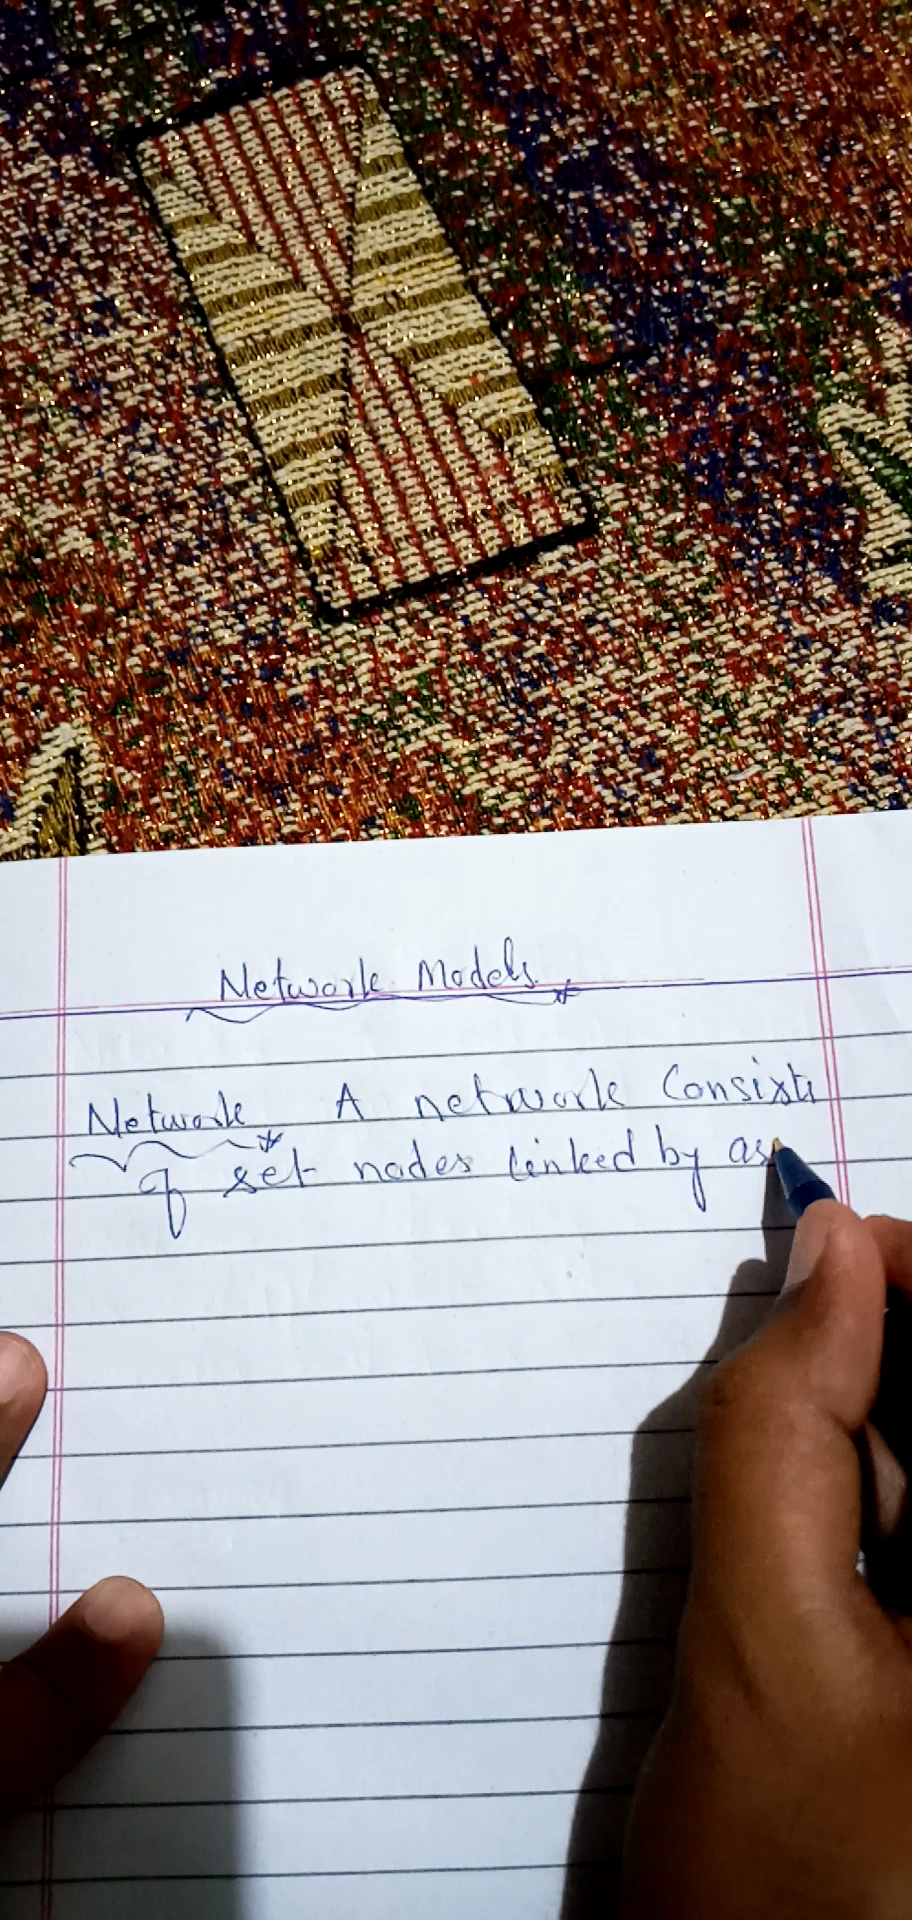 Network Models
Network A network Consists
of set nodes linked by